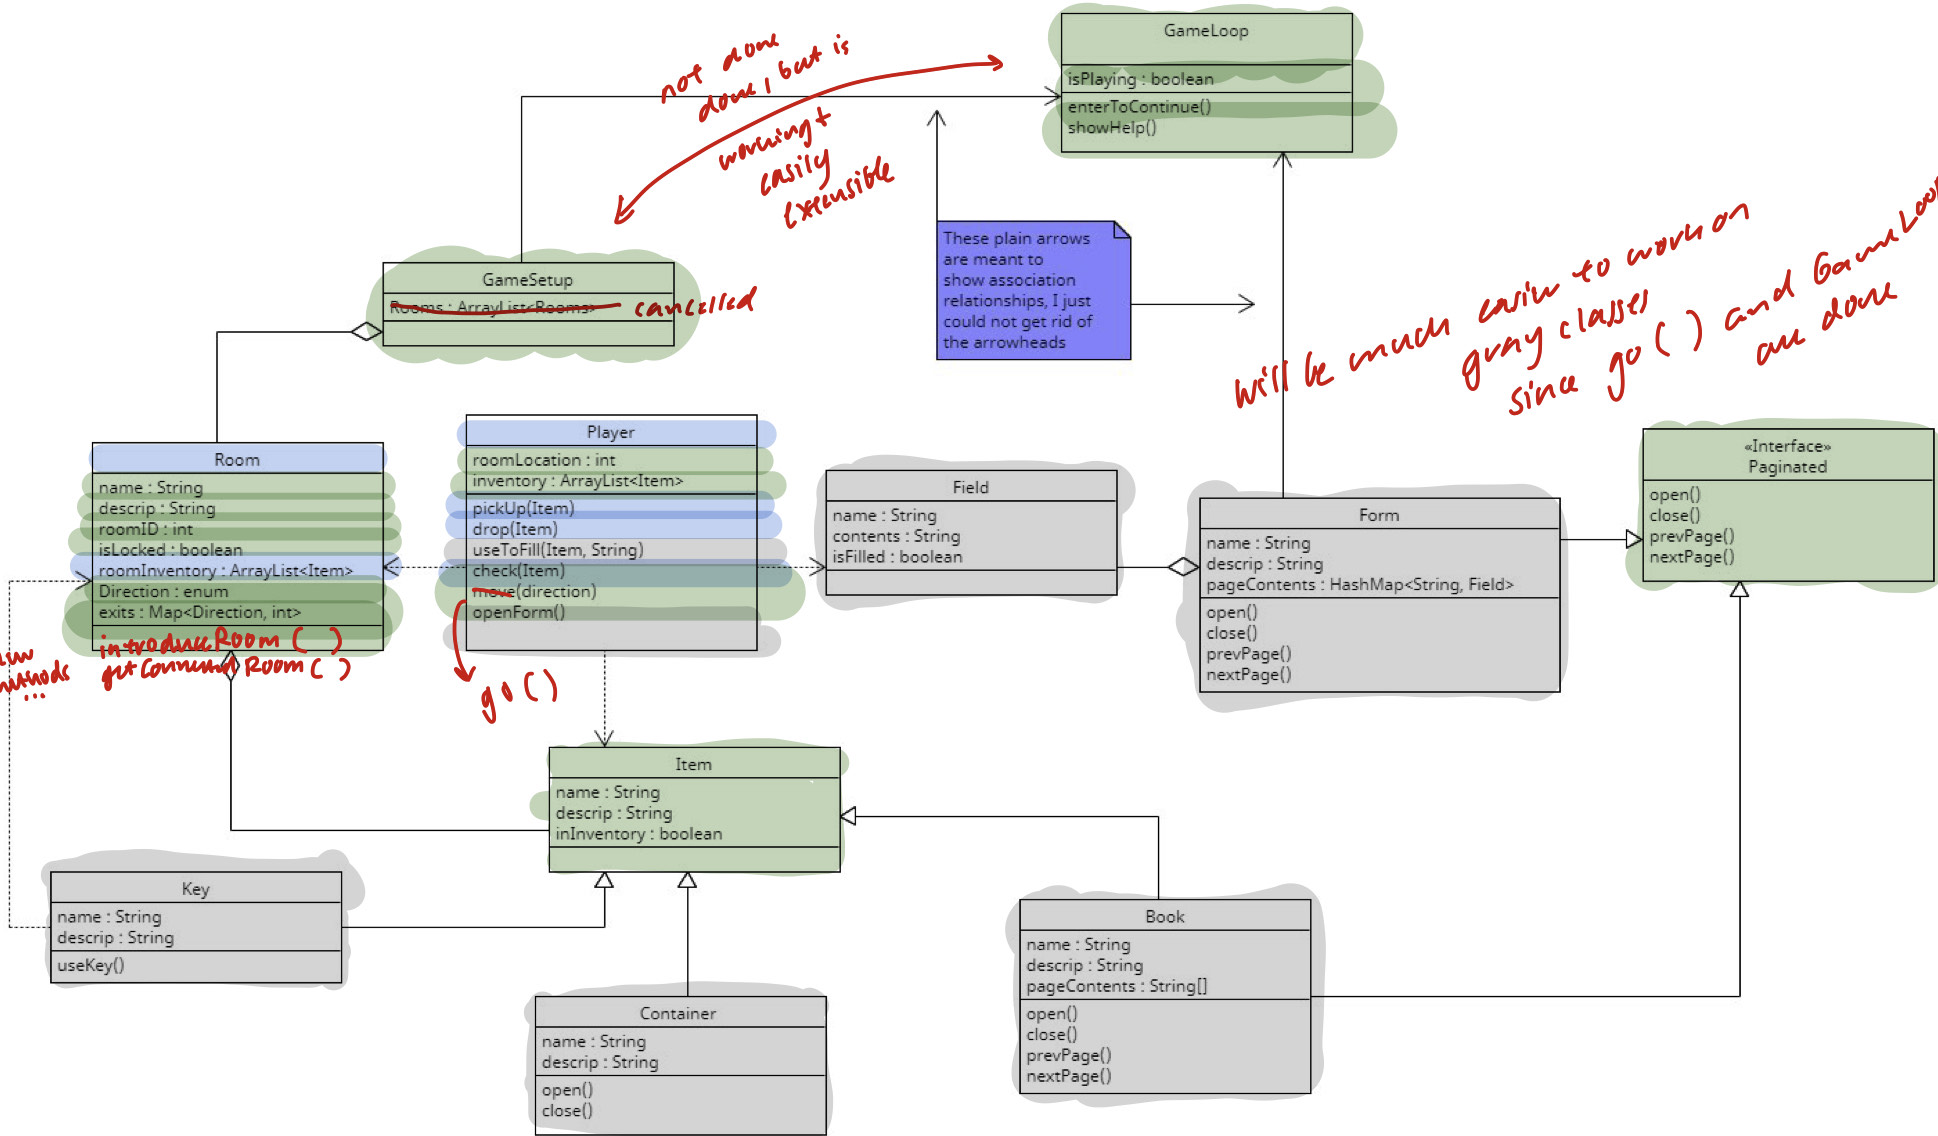 GameLoop
isPlaying : boolean
enterToContinue()
showHelp()
not done
done, but is
working +
easily
extensible
These plain arrows
are meant to
show association
relationships, I just
could not get rid of
the arrowheads
will be much easier to work on
gray classes
since go() and GameLoop
are done
GameSetup
Rooms : ArrayList<Rooms>
cancelled
Room
name : String
descrip : String
roomID : int
isLocked : boolean
roomInventory : ArrayList<Item>
Direction : enum
exits : Map<Direction, int>
introduceRoom ( )
getConnectedRoom ( )
methods
...
Player
roomLocation : int
inventory : ArrayList<Item>
pickUp(Item)
drop(Item)
useToFill(Item, String)
check(Item)
move(direction)
openForm()
go ( )
Field
name : String
contents : String
isFilled : boolean
Form
name : String
descrip : String
pageContents : HashMap<String, Field>
open()
close()
prevPage()
nextPage()
«Interface»
Paginated
open()
close()
prevPage()
nextPage()
Item
name : String
descrip : String
inInventory : boolean
Key
name : String
descrip : String
useKey()
Container
name : String
descrip : String
open()
close()
Book
name : String
descrip : String
pageContents : String[]
open()
close()
prevPage()
nextPage()